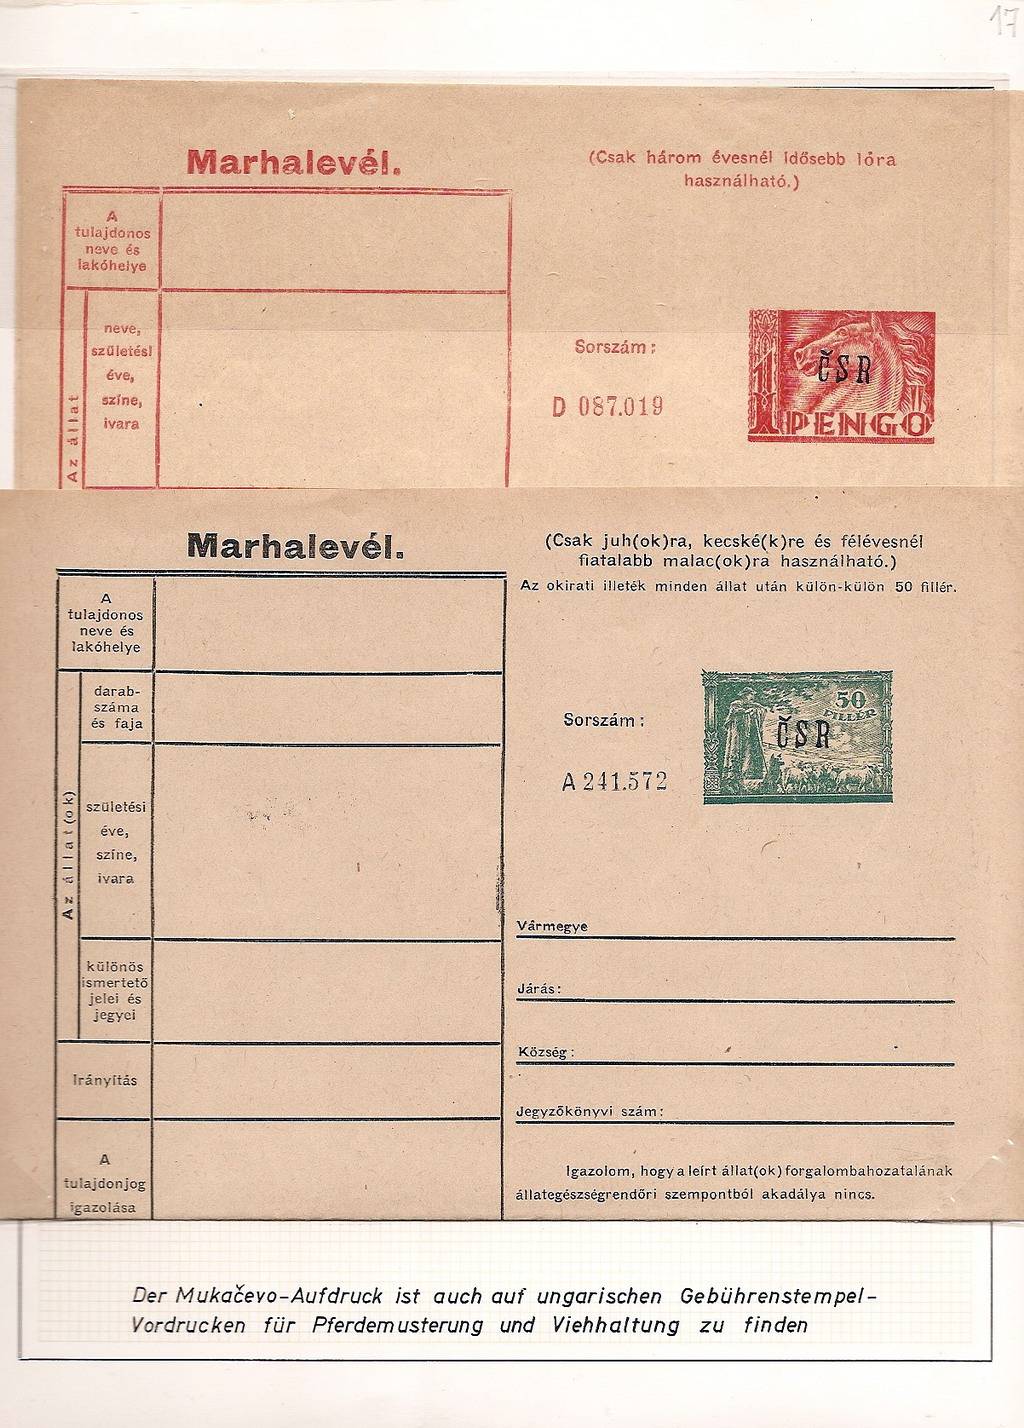 17
Marhalevél.
(Csak három évesnél idősebb lóra
használható.)
A
tulajdonos
neve és
lakóhelye
Az állat
neve,
születési
éve,
színe,
ivara
Sorszám:
D 087.019
ČSR
1 PENGO
Marhalevél.
(Csak juh(ok)ra, kecské(k)re és félévesnél
fiatalabb malac(ok)ra használható.)
Az okirati illeték minden állat után külön-külön 50 fillér.
A
tulajdonos
neve és
lakóhelye
Az állat(ok)
darab-
száma
és faja
születési
éve,
színe,
ivara
különös
ismertető
jelei és
jegyei
Irányítás
A
tulajdonjog
igazolása
Sorszám:
A 241.572
50
FILLÉR
ČSR
Vármegye
Járás:
Község:
Jegyzőkönyvi szám:
Igazolom, hogy a leírt állat(ok) forgalombahozatalának
állategészségrendőri szempontból akadálya nincs.
Der Mukačevo-Aufdruck ist auch auf ungarischen Gebührenstempel-
Vordrucken für Pferdemusterung und Viehhaltung zu finden